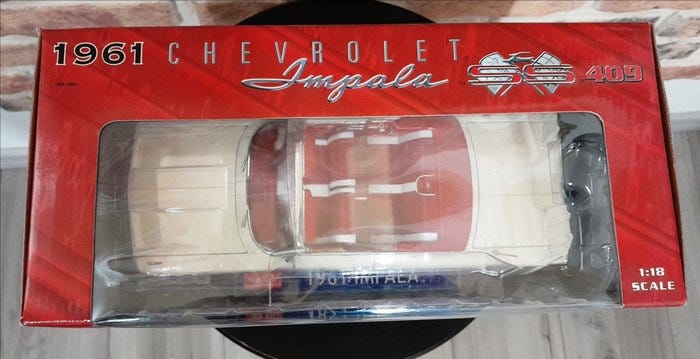 1961 CHEVROLET
Impala SS 409
1961 IMPALA
1:18
SCALE